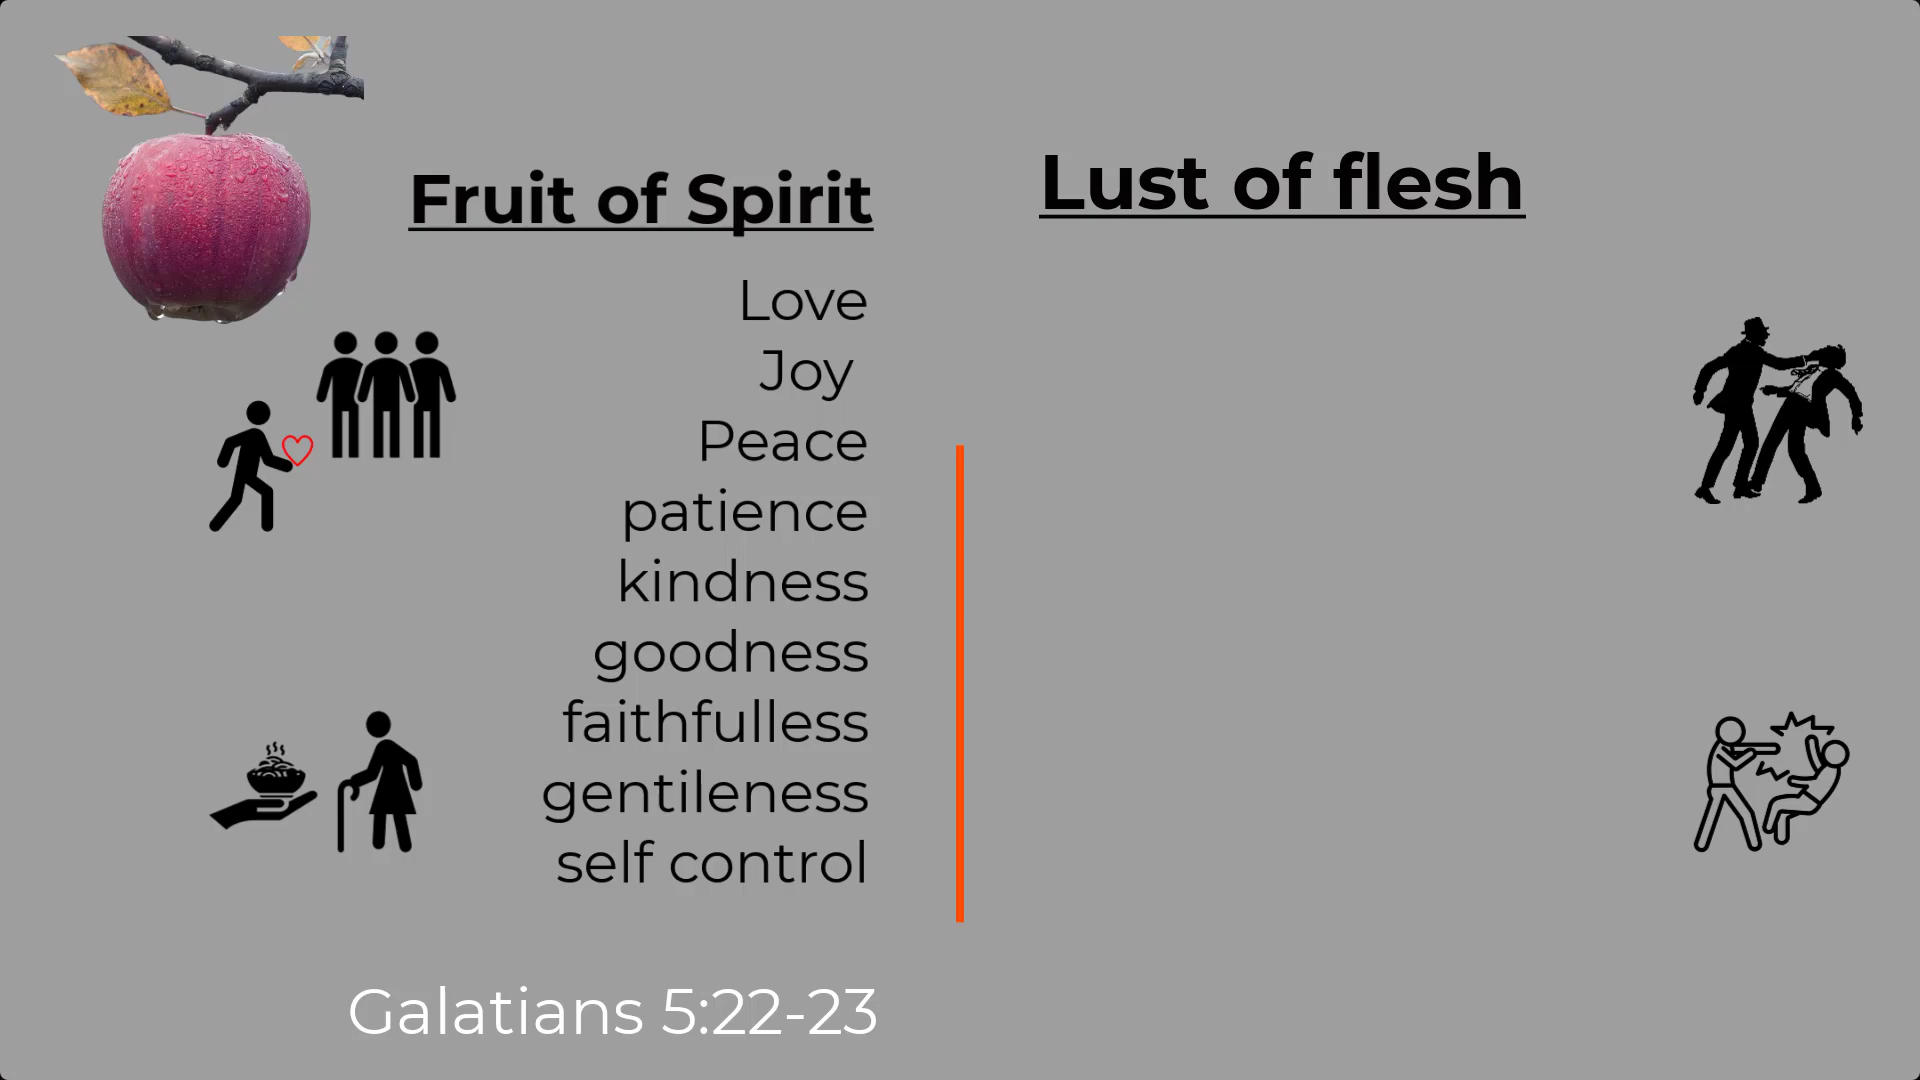 Fruit of Spirit
Love
Joy
Peace
patience
kindness
goodness
faithfulless
gentileness
self control
Galatians 5:22-23
Lust of flesh